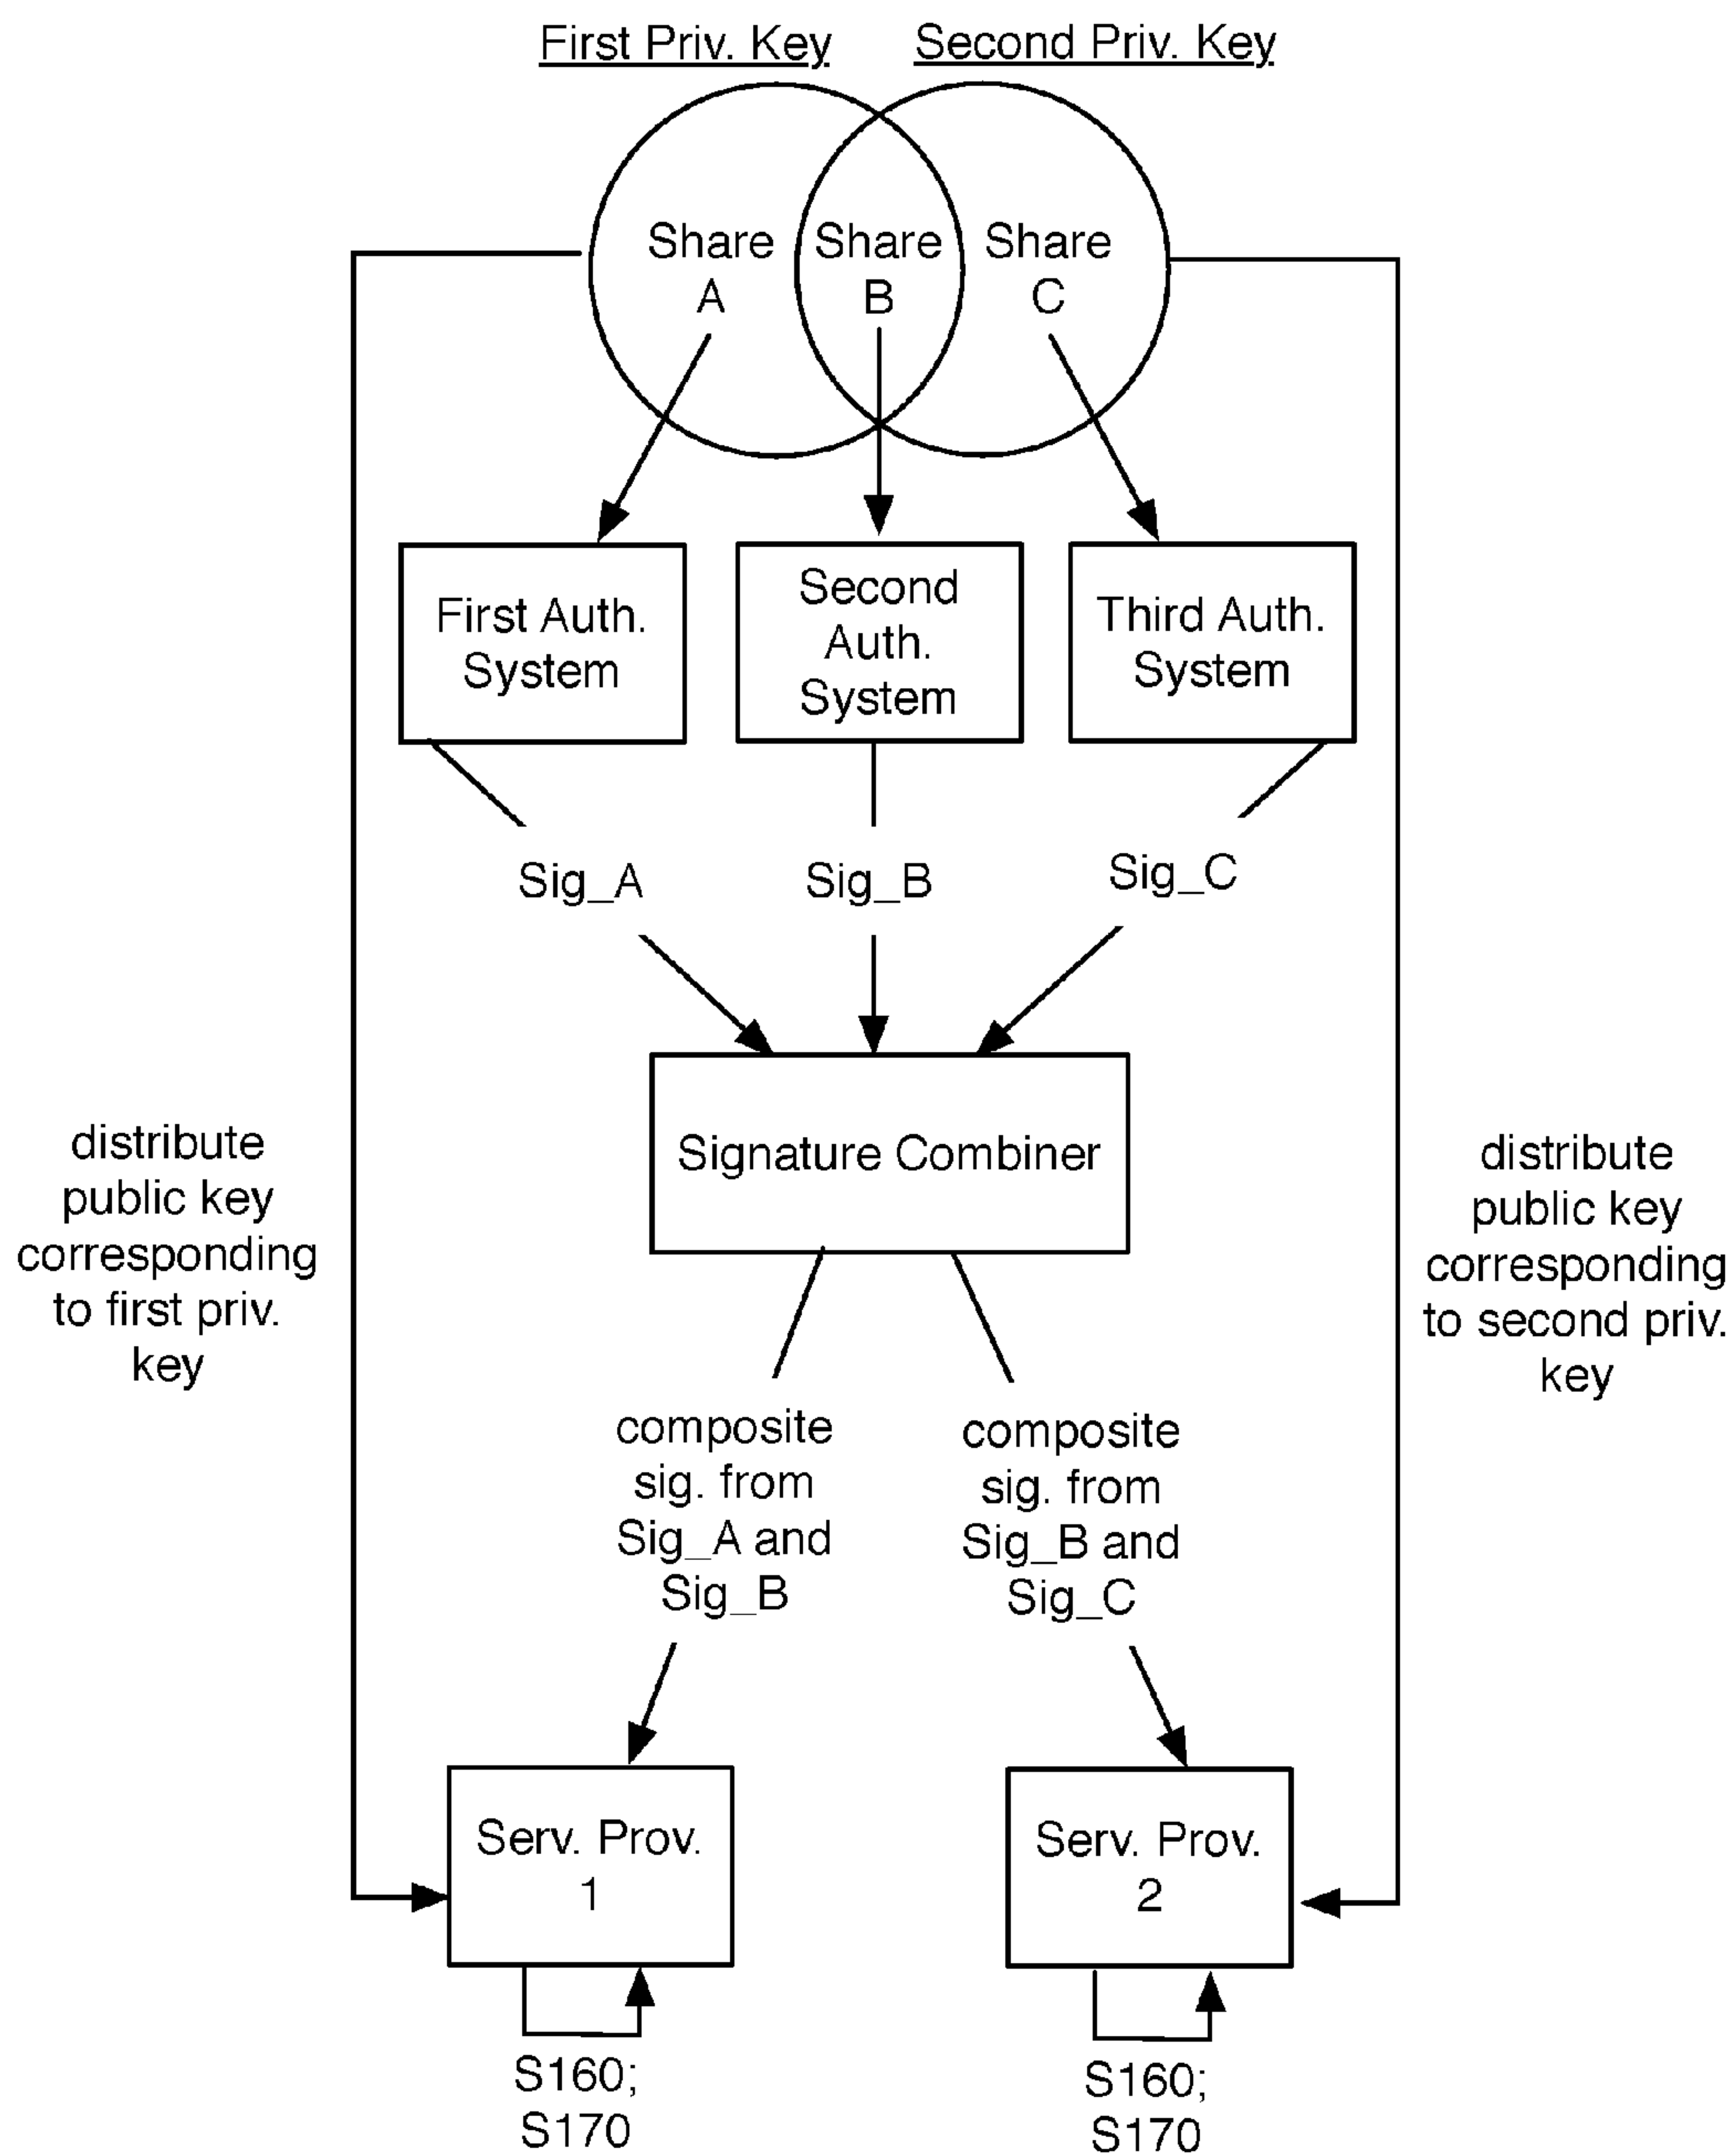 First Priv. Key
Second Priv. Key
Share
A
Share
B
Share
C
First Auth.
System
Second
Auth.
System
Third Auth.
System
Sig_A
Sig_B
Sig_C
Signature Combiner
distribute
public key
corresponding
to first priv.
key
distribute
public key
corresponding
to second priv.
key
composite
sig. from
Sig_A and
Sig_B
composite
sig. from
Sig_B and
Sig_C
Serv. Prov.
1
Serv. Prov.
2
S160;
S170
S160;
S170